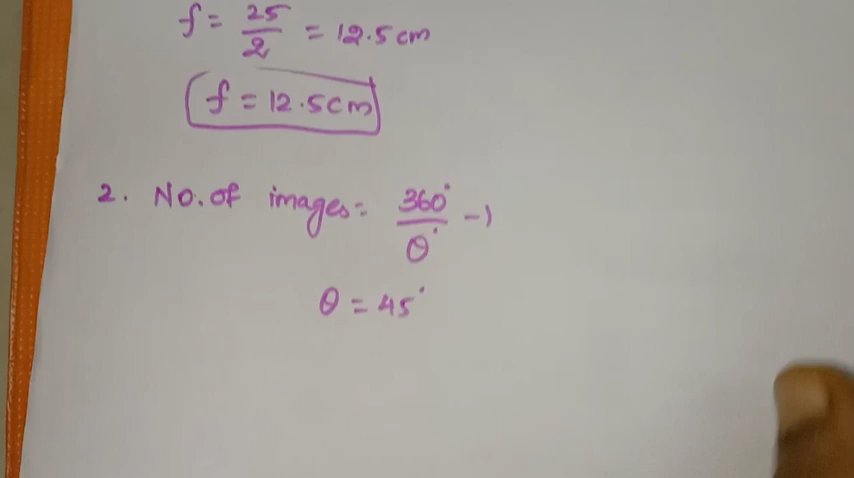 f = 25/2 = 12.5 cm
f = 12.5cm
2. No. of images = 360°/θ° -1
θ = 45°